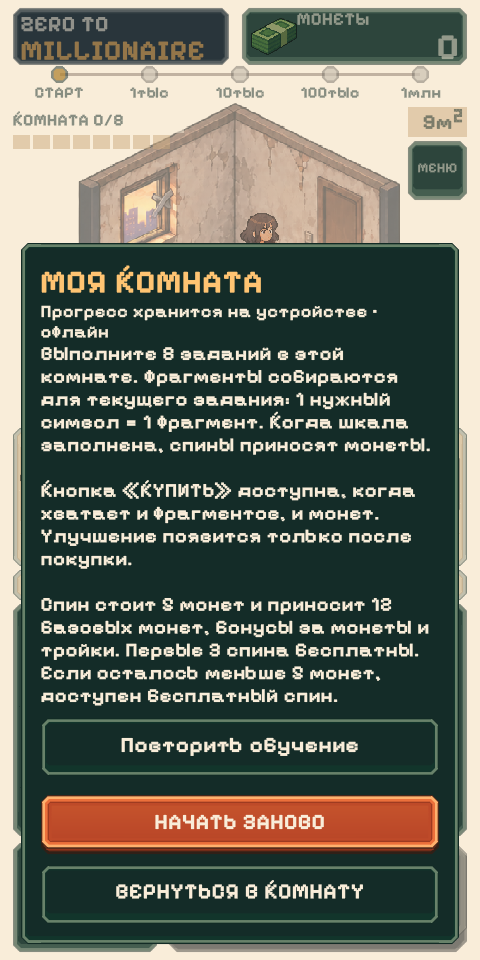 ZERO TO
MILLIONAIRE
МОНЕТЫ
0
СТАРТ
1тыс
10тыс
100тыс
1млн
КОМНАТА 0/8
9м²
МЕНЮ
МОЯ КОМНАТА
Прогресс хранится на устройстве ·
офлайн
Выполните 8 заданий в этой
комнате. Фрагменты собираются
для текущего задания: 1 нужный
символ = 1 фрагмент. Когда шкала
заполнена, спины приносят монеты.
Кнопка «КУПИТЬ» доступна, когда
хватает и фрагментов, и монет.
Улучшение появится только после
покупки.
Спин стоит 8 монет и приносит 12
базовых монет, бонусы за монеты и
тройки. Первые 3 спина бесплатны.
Если осталось меньше 8 монет,
доступен бесплатный спин.
Повторить обучение
НАЧАТЬ ЗАНОВО
ВЕРНУТЬСЯ В КОМНАТУ